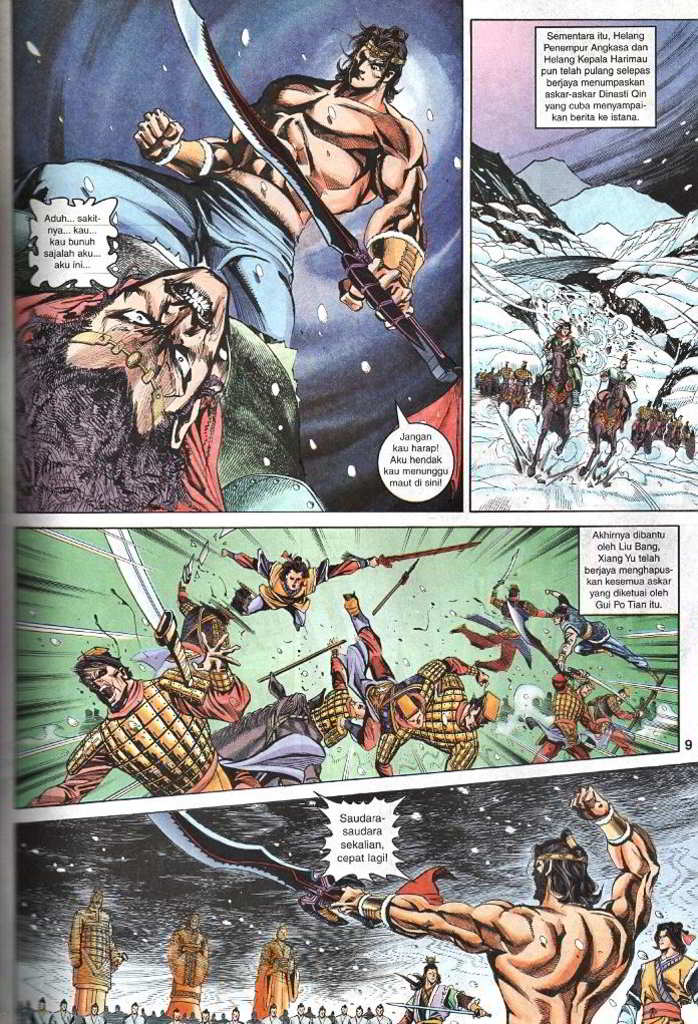 Aduh... sakit-
nya... kau...
kau bunuh
sajalah aku...
aku ini...
Jangan
kau harap!
Aku hendak
kau menunggu
maut di sini!
Sementara itu, Helang
Penempur Angkasa dan
Helang Kepala Harimau
pun telah pulang selepas
berjaya menumpaskan
askar-askar Dinasti Qin
yang cuba menyampai-
kan berita ke istana.
Akhirnya dibantu
oleh Liu Bang,
Xiang Yu telah
berjaya menghapus-
kan kesemua askar
yang diketuai oleh
Gui Po Tian itu.
9
Saudara-
saudara
sekalian,
cepat lagi!